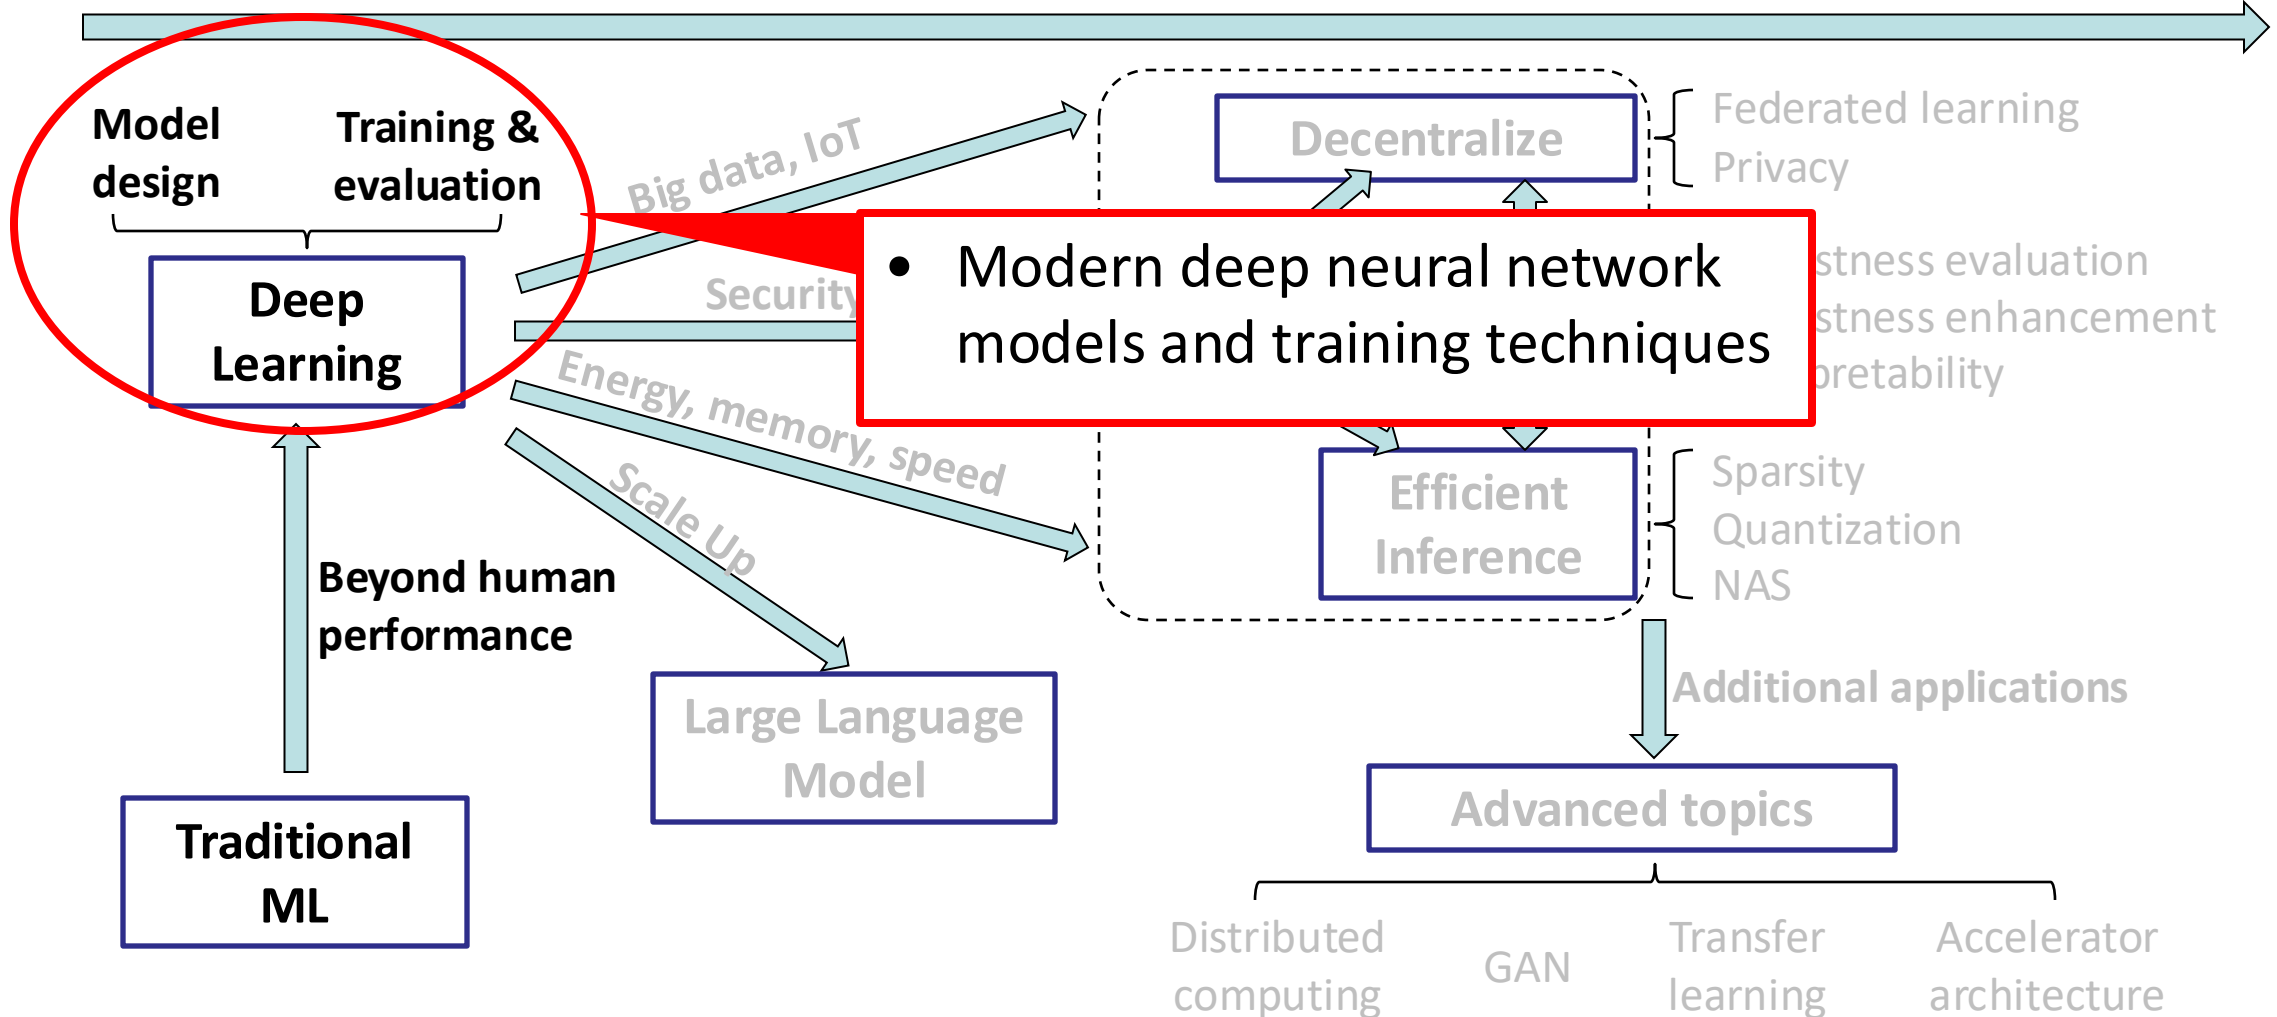 Model
design
Training &
evaluation
Deep
Learning
Beyond human
performance
Traditional
ML
Big data, IoT
Security
Energy, memory, speed
Scale Up
Large Language
Model
• Modern deep neural network
models and training techniques
Decentralize
Federated learning
Privacy
stness evaluation
stness enhancement
pretability
Efficient
Inference
Sparsity
Quantization
NAS
Additional applications
Advanced topics
Distributed
computing
GAN
Transfer
learning
Accelerator
architecture